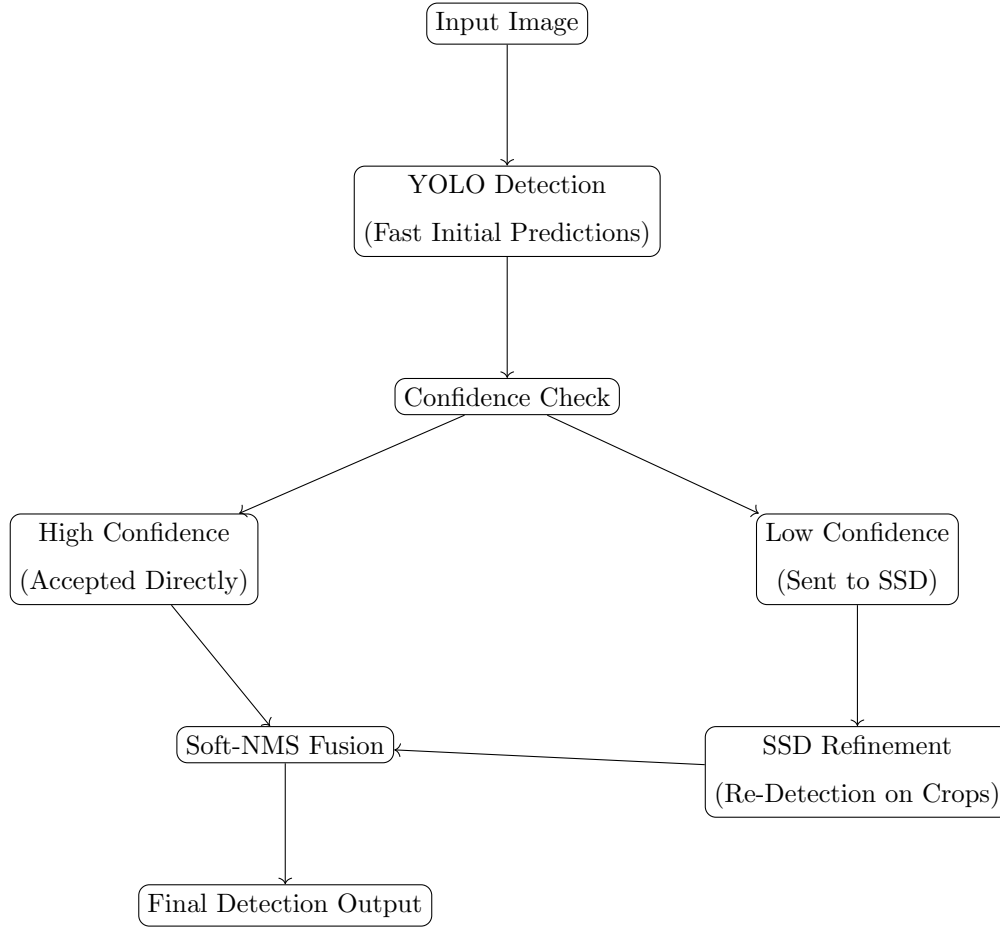 Input Image
YOLO Detection
(Fast Initial Predictions)
Confidence Check
High Confidence
(Accepted Directly)
Low Confidence
(Sent to SSD)
Soft-NMS Fusion
SSD Refinement
(Re-Detection on Crops)
Final Detection Output